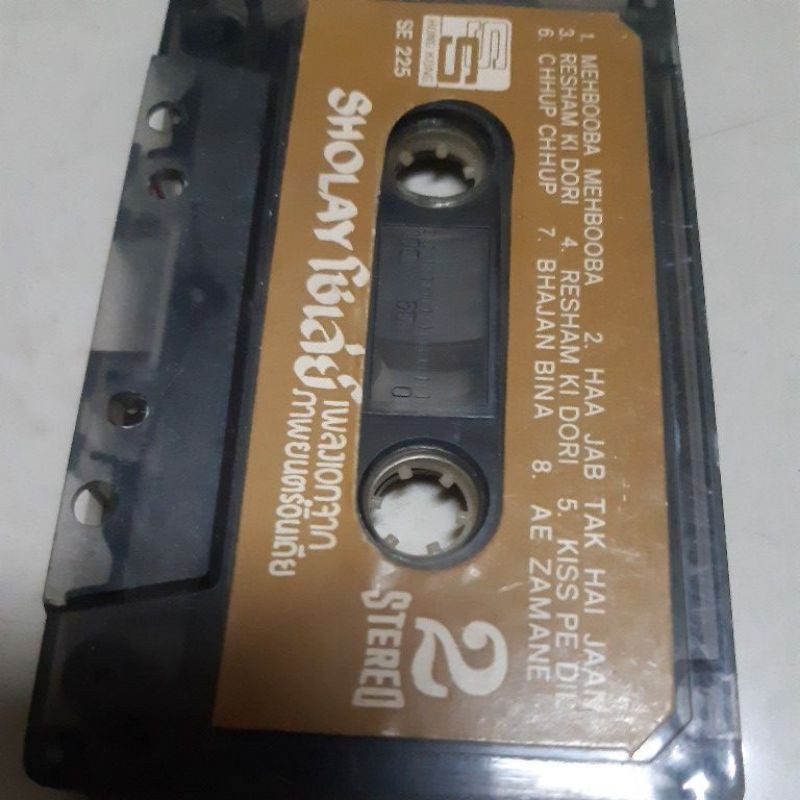 1. MEHBOOBA MEHBOOBA 2. HAA JAB TAK HAI JAAN
3. RESHAM KI DORI 4. RESHAM KI DORI 5. KISS PE DIL
6. CHHUP CHHUP 7. BHAJAN BINA 8. AE ZAMANE
SE 225
2
STEREO
SHOLAY โชเล่ย์ เพลงเอกจาก
ภาพยนตร์อินเดีย